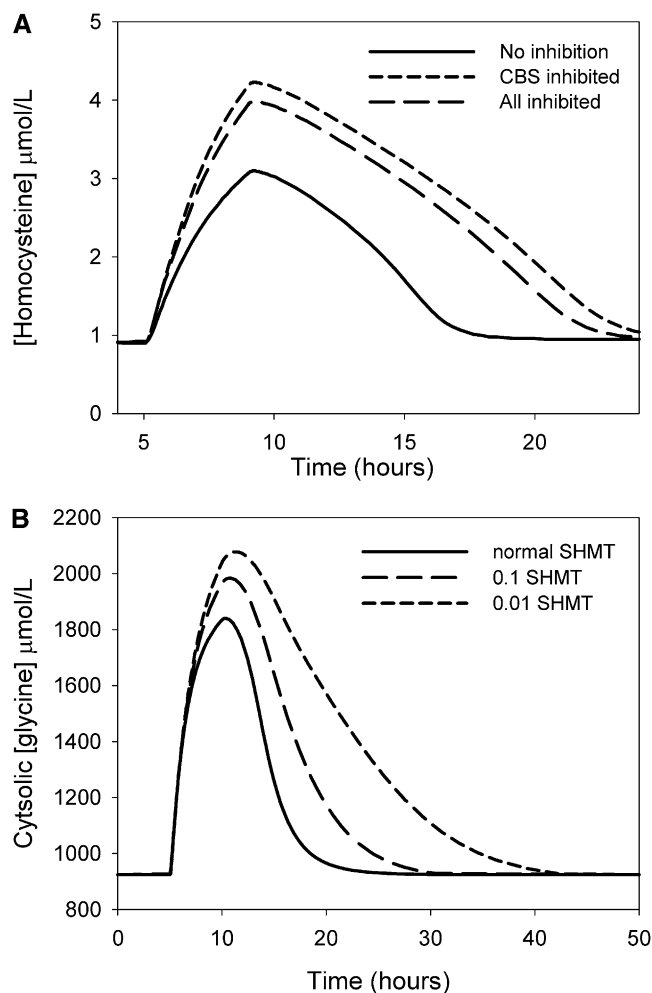 A
5
4
3
2
1
0
[Homocysteine] μmol/L
No inhibition
CBS inhibited
All inhibited
5 10 15 20
Time (hours)
B
2200
2000
1800
1600
1400
1200
1000
800
Cytsolic [glycine] μmol/L
normal SHMT
0.1 SHMT
0.01 SHMT
0 10 20 30 40 50
Time (hours)